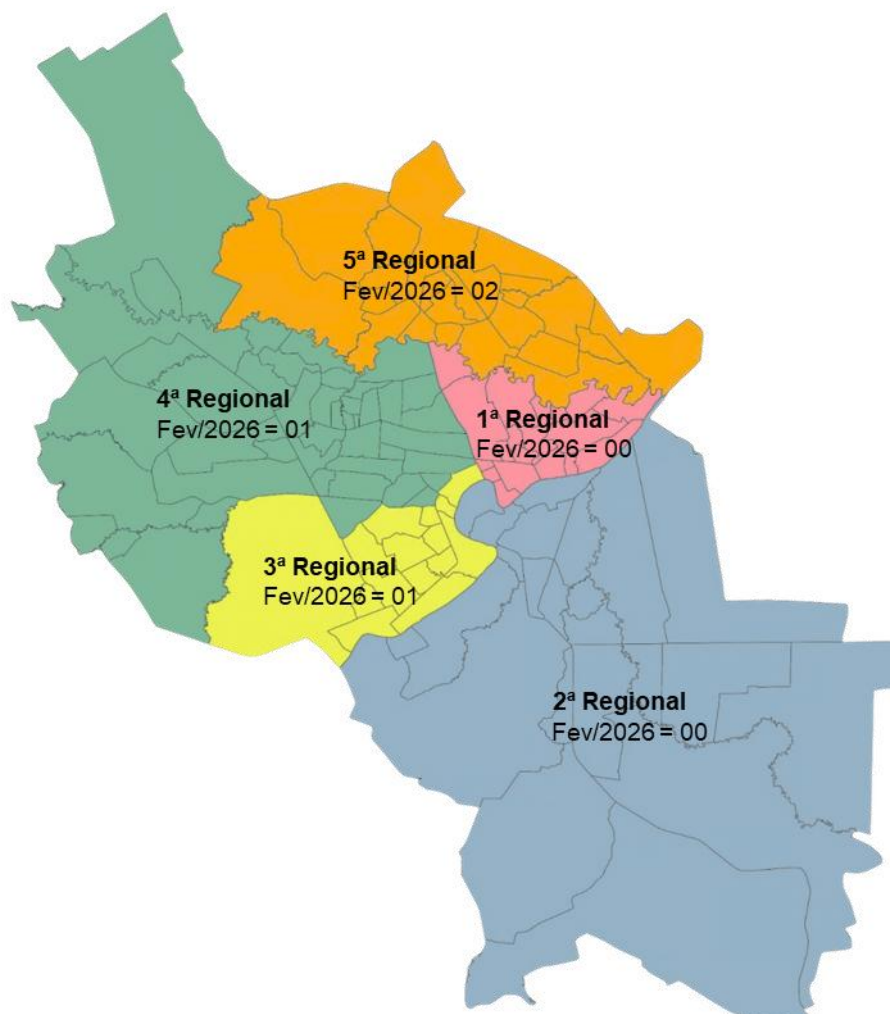 5ª Regional
Fev/2026 = 02
4ª Regional
Fev/2026 = 01
1ª Regional
Fev/2026 = 00
3ª Regional
Fev/2026 = 01
2ª Regional
Fev/2026 = 00